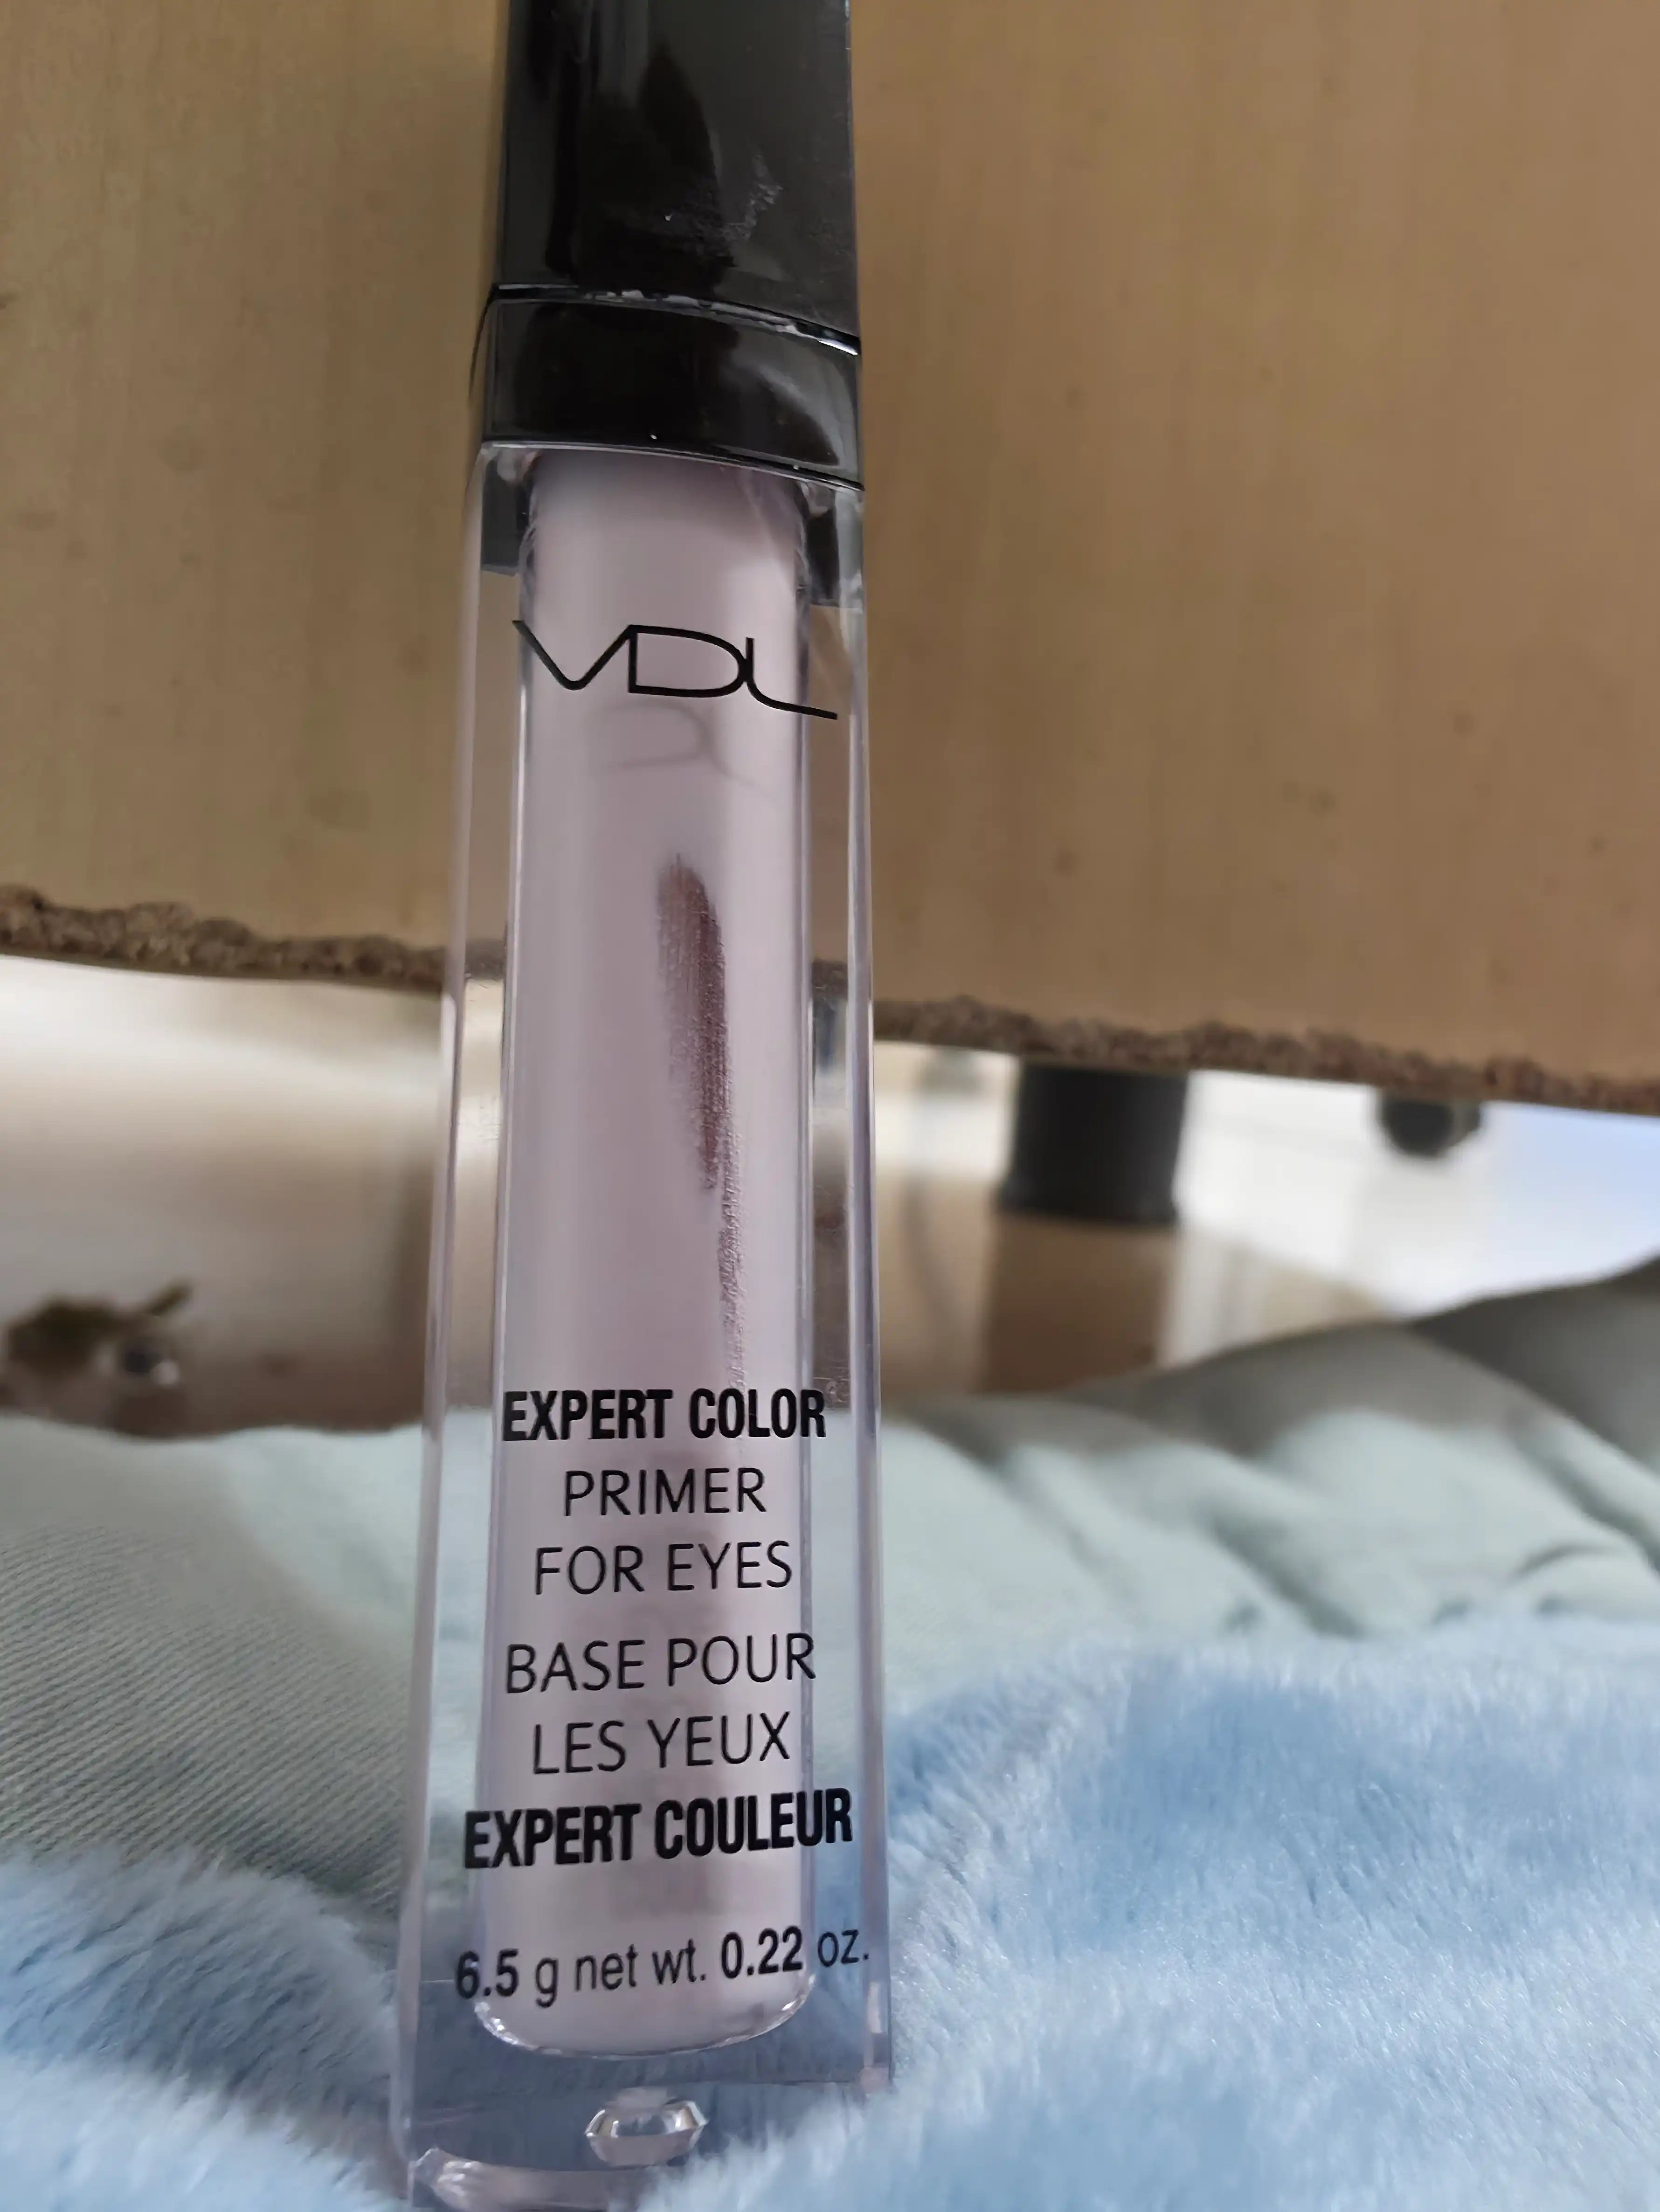 VDL
EXPERT COLOR
PRIMER
FOR EYES
BASE POUR
LES YEUX
EXPERT COULEUR
6.5 g net wt. 0.22 oz.